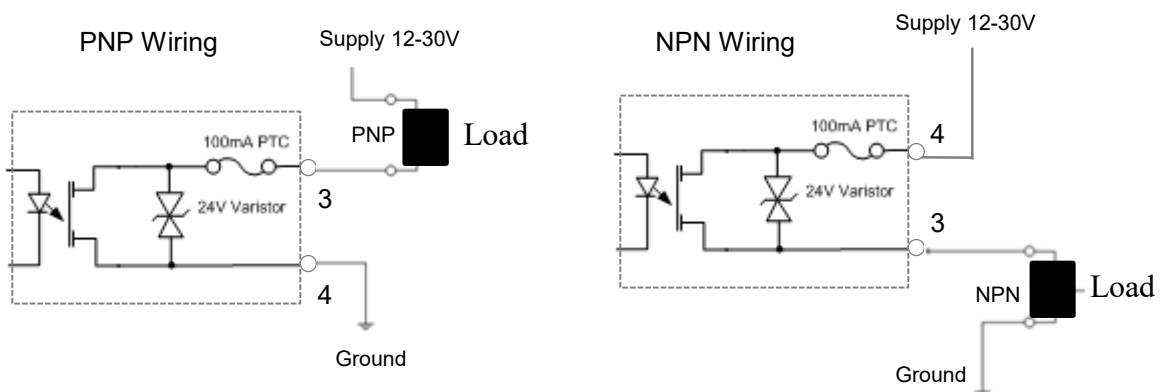 PNP Wiring
Supply 12-30V
PNP
Load
100mA PTC
3
24V Varistor
4
Ground
NPN Wiring
Supply 12-30V
100mA PTC
4
24V Varistor
3
NPN
Load
Ground